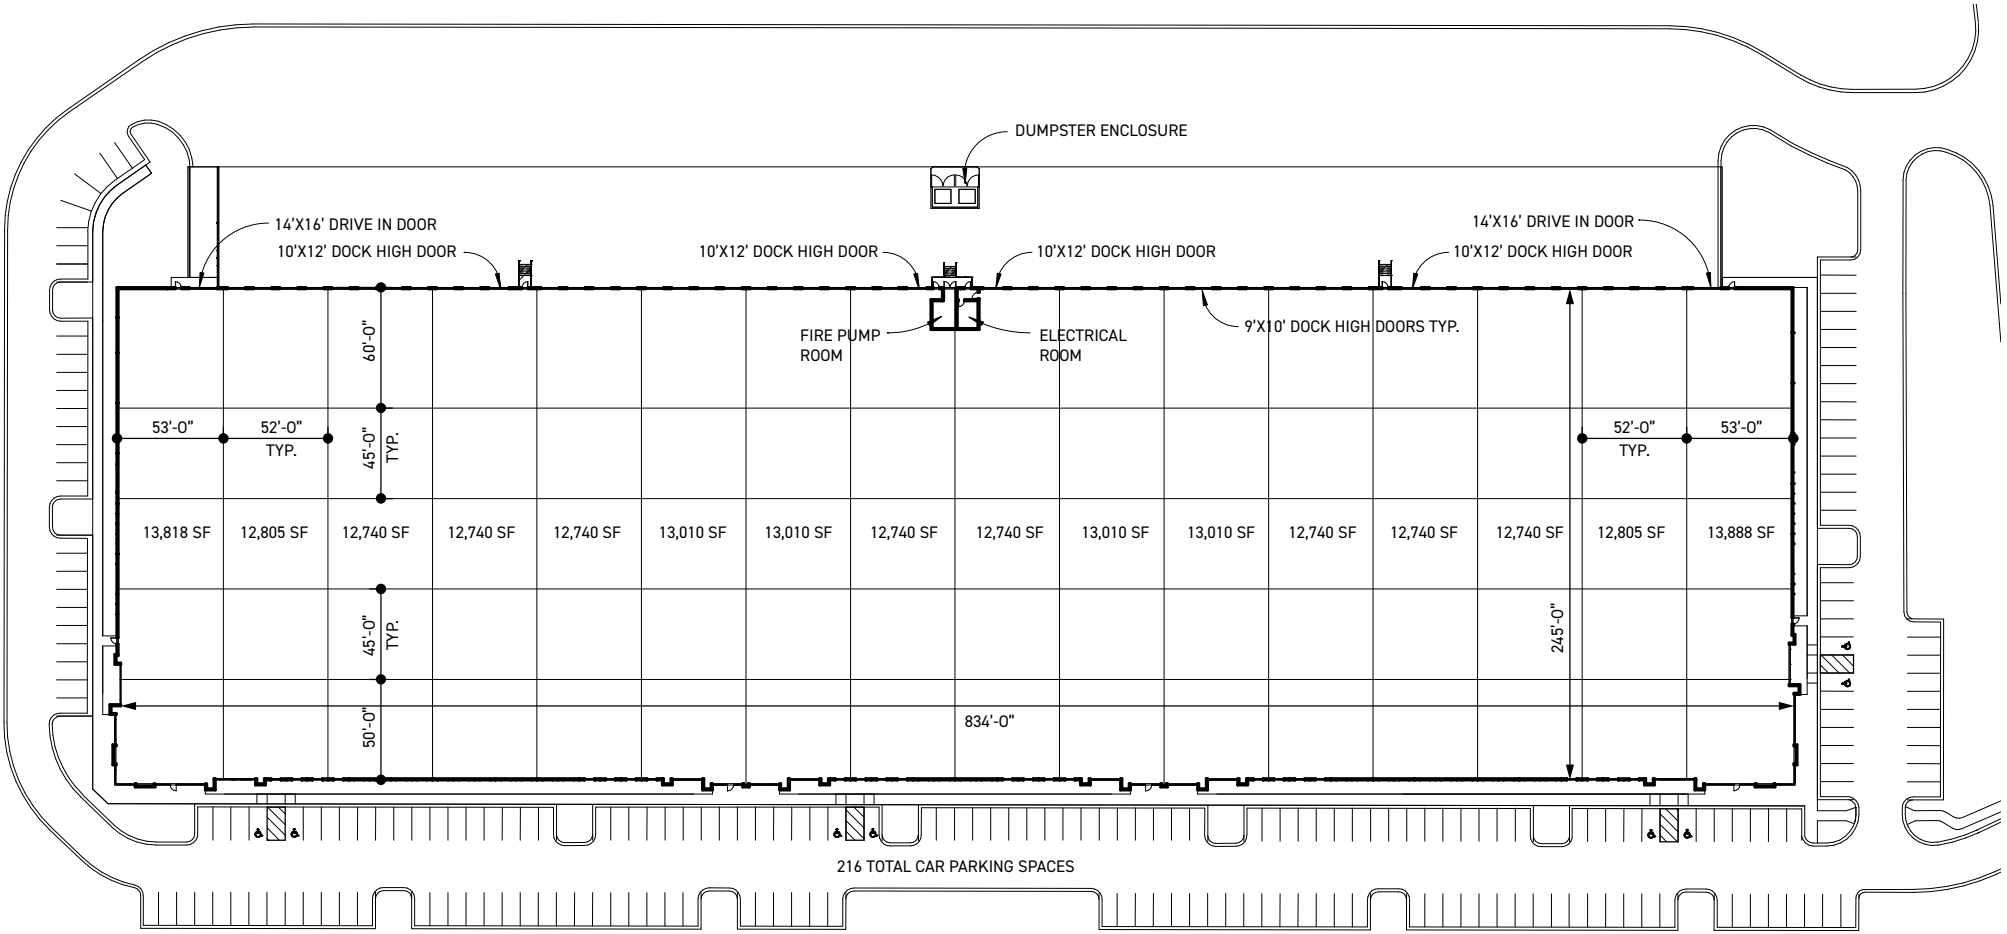 DUMPSTER ENCLOSURE
14'X16' DRIVE IN DOOR
14'X16' DRIVE IN DOOR
10'X12' DOCK HIGH DOOR
10'X12' DOCK HIGH DOOR
10'X12' DOCK HIGH DOOR
10'X12' DOCK HIGH DOOR
9'X10' DOCK HIGH DOORS TYP.
FIRE PUMP
ROOM
ELECTRICAL
ROOM
60'-0"
53'-0"
52'-0"
TYP.
45'-0"
TYP.
52'-0"
TYP.
53'-0"
13,818 SF
12,805 SF
12,740 SF
12,740 SF
12,740 SF
13,010 SF
13,010 SF
12,740 SF
12,740 SF
13,010 SF
13,010 SF
12,740 SF
12,740 SF
12,740 SF
12,805 SF
13,888 SF
45'-0"
TYP.
245'-0"
50'-0"
834'-0"
216 TOTAL CAR PARKING SPACES